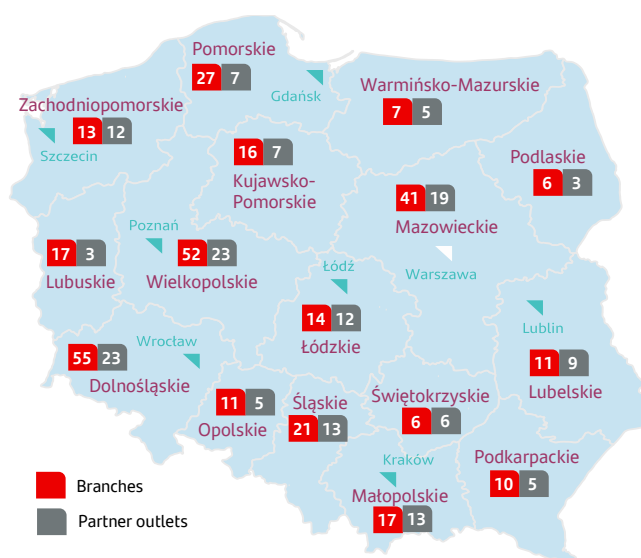 Pomorskie
27 7
Gdańsk
Warmińsko-Mazurskie
7 5
Zachodniopomorskie
13 12
Szczecin
16 7
Kujawsko-
Pomorskie
Podlaskie
6 3
41 19
Mazowieckie
Warszawa
17 3
Lubuskie
Poznań
52 23
Wielkopolskie
Łódź
14 12
Łódzkie
Lublin
11 9
Lubelskie
Wrocław
55 23
Dolnośląskie
11 5
Opolskie
Śląskie
21 13
Świętokrzyskie
6 6
Podkarpackie
10 5
Kraków
Małopolskie
17 13
Branches
Partner outlets